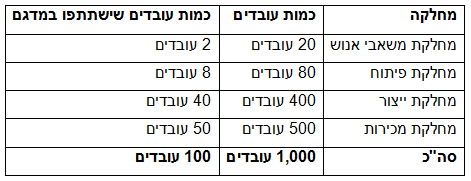 מחלקה כמות עובדים כמות עובדים שישתתפו במדגם
מחלקת משאבי אנוש 20 עובדים 2 עובדים
מחלקת פיתוח 80 עובדים 8 עובדים
מחלקת ייצור 400 עובדים 40 עובדים
מחלקת מכירות 500 עובדים 50 עובדים
סה"כ 1,000 עובדים 100 עובדים